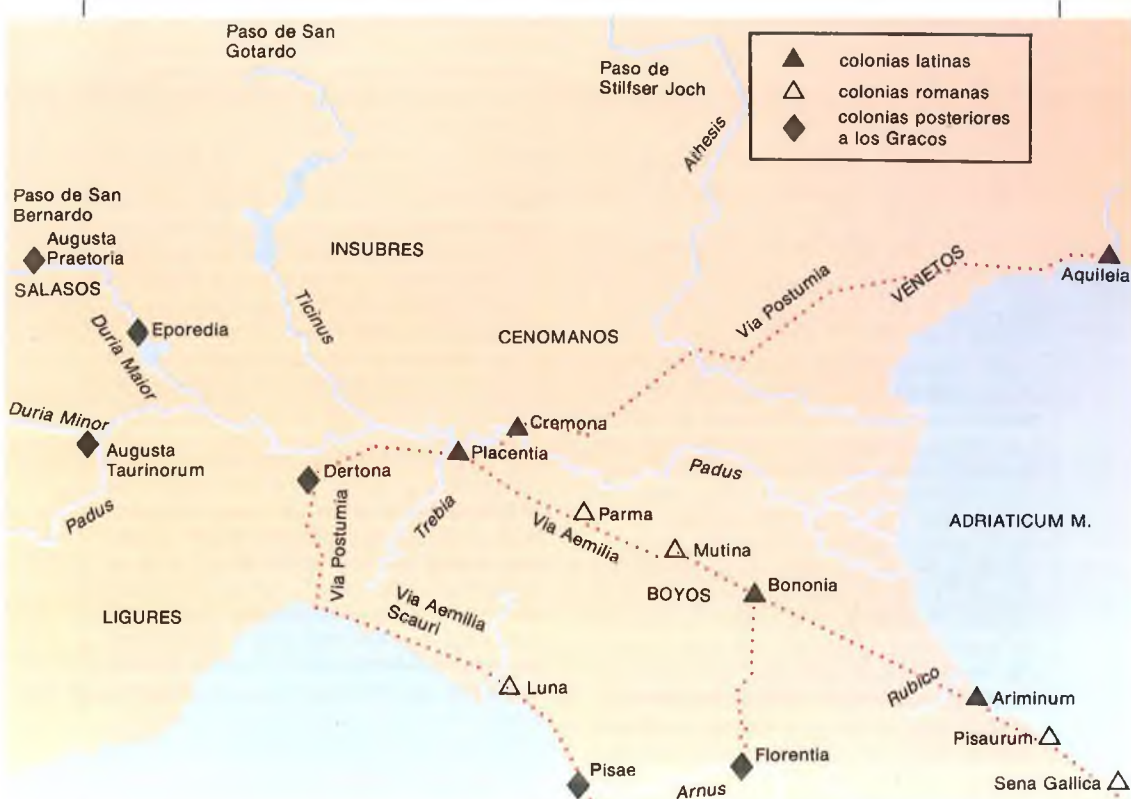 Paso de San
Gotardo
Paso de
Stilfser Joch
colonias latinas
colonias romanas
colonias posteriores
a los Gracos
Athesis
Paso de San
Bernardo
Augusta
Praetoria
SALASOS
INSUBRES
VENETOS
Aquileia
Via Postumia
Eporedia
Duria Maior
Ticinus
CENOMANOS
Duria Minor
Augusta
Taurinorum
Cremona
Placentia
Dertona
Padus
Padus
Trebia
Parma
Via Aemilia
Mutina
ADRIATICUM M.
Via Postumia
BOYOS
Bononia
LIGURES
Via Aemilia
Scauri
Luna
Rubico
Ariminum
Pisaurum
Florentia
Pisae
Arnus
Sena Gallica